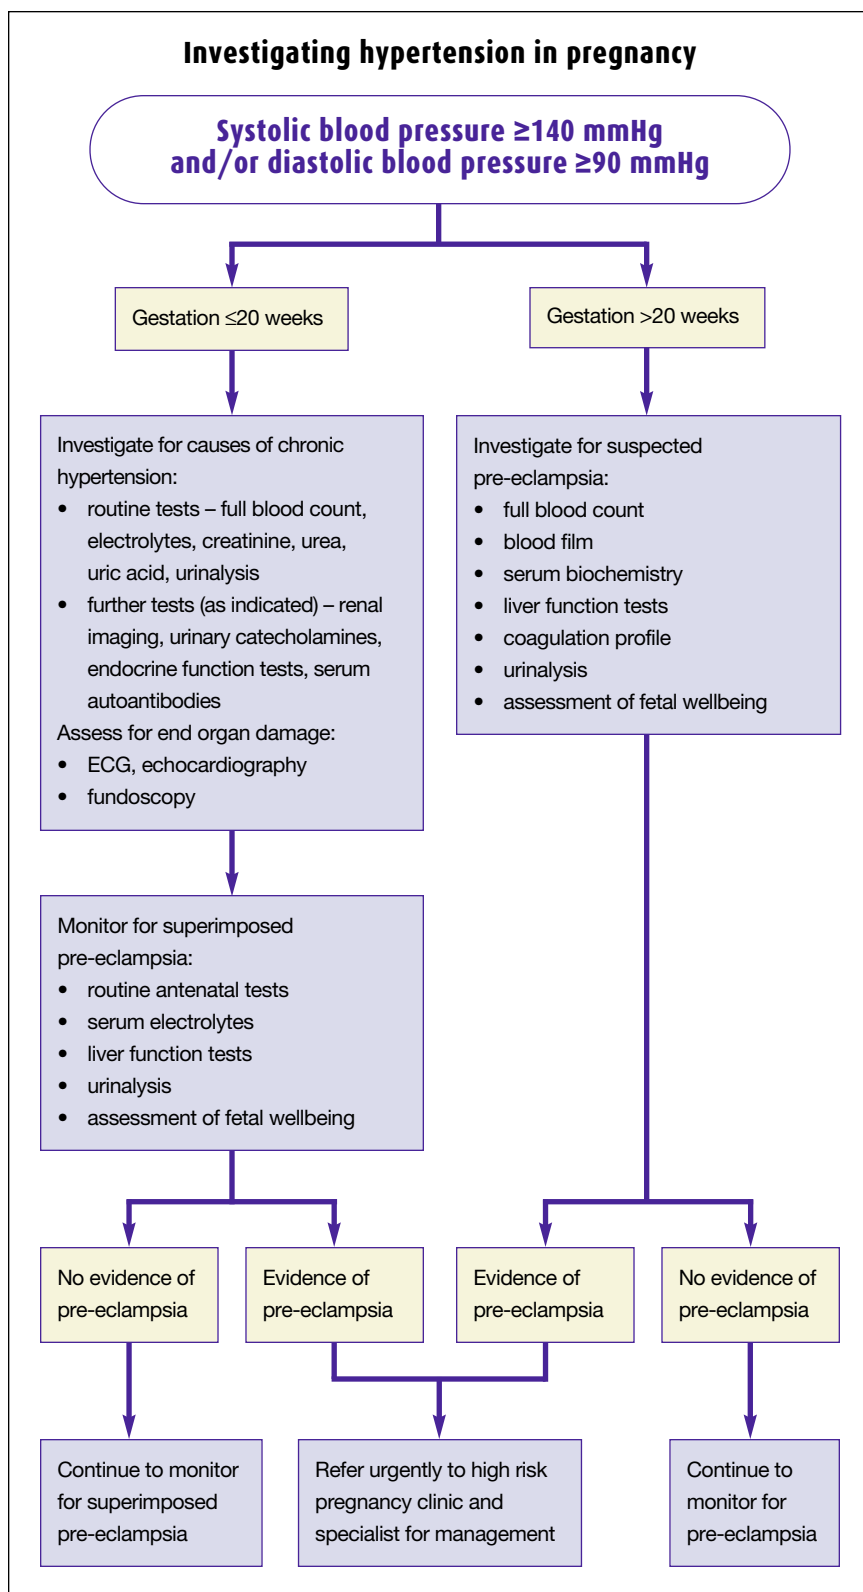 Investigating hypertension in pregnancy
Systolic blood pressure ≥140 mmHg
and/or diastolic blood pressure ≥90 mmHg
Gestation ≤20 weeks
Gestation >20 weeks
Investigate for causes of chronic
hypertension:
• routine tests – full blood count,
electrolytes, creatinine, urea,
uric acid, urinalysis
• further tests (as indicated) – renal
imaging, urinary catecholamines,
endocrine function tests, serum
autoantibodies
Assess for end organ damage:
• ECG, echocardiography
• fundoscopy
Investigate for suspected
pre-eclampsia:
• full blood count
• blood film
• serum biochemistry
• liver function tests
• coagulation profile
• urinalysis
• assessment of fetal wellbeing
Monitor for superimposed
pre-eclampsia:
• routine antenatal tests
• serum electrolytes
• liver function tests
• urinalysis
• assessment of fetal wellbeing
No evidence of
pre-eclampsia
Evidence of
pre-eclampsia
Evidence of
pre-eclampsia
No evidence of
pre-eclampsia
Continue to monitor
for superimposed
pre-eclampsia
Refer urgently to high risk
pregnancy clinic and
specialist for management
Continue to
monitor for
pre-eclampsia